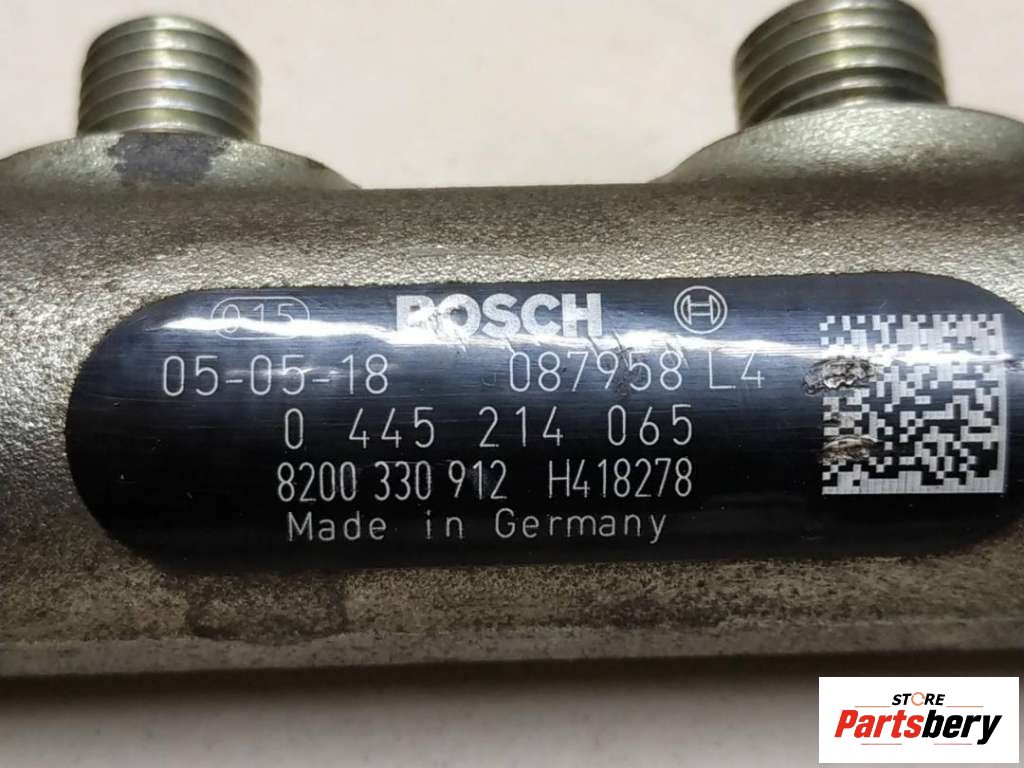 015 BOSCH H
05-05-18 087958 L4
0 445 214 065
8200 330 912 H418278
Made in Germany
STORE
Partsbery